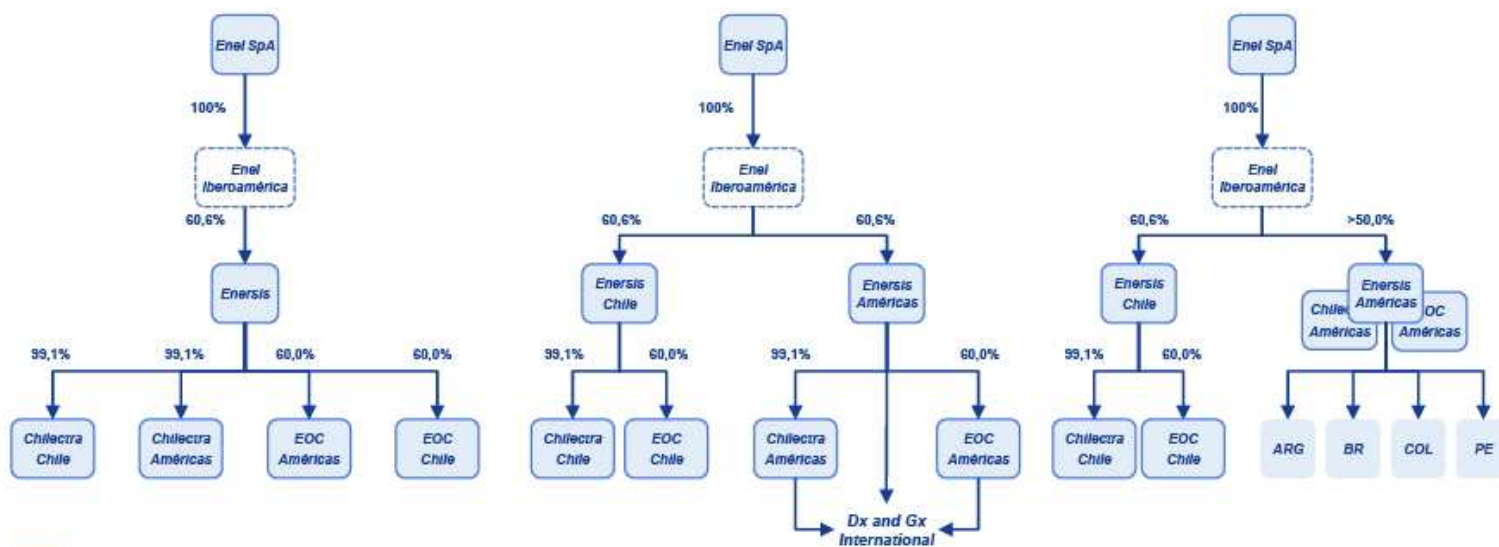 Enel SpA
100%
Enel
Iberoamérica
60,6%
Enersis
99,1%
99,1%
60,0%
60,0%
Chilectra
Chile
Chilectra
Américas
EOC
Américas
EOC
Chile
Enel SpA
100%
Enel
Iberoamérica
60,6%
60,6%
Enersis
Chile
Enersis
Américas
99,1%
60,0%
99,1%
60,0%
Chilectra
Chile
EOC
Chile
Chilectra
Américas
EOC
Américas
Dx and Gx
International
Enel SpA
100%
Enel
Iberoamérica
60,6%
>50,0%
Enersis
Chile
Enersis
Américas
Américas
Américas
99,1%
60,0%
Chilectra
Chile
EOC
Chile
ARG
BR
COL
PE